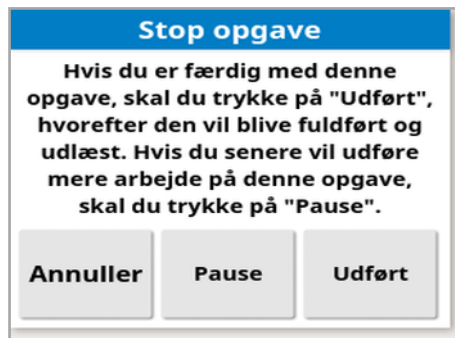 Stop opgave
Hvis du er færdig med denne
opgave, skal du trykke på "Udført",
hvorefter den vil blive fuldført og
udlæst. Hvis du senere vil udføre
mere arbejde på denne opgave,
skal du trykke på "Pause".
Annuller Pause Udført